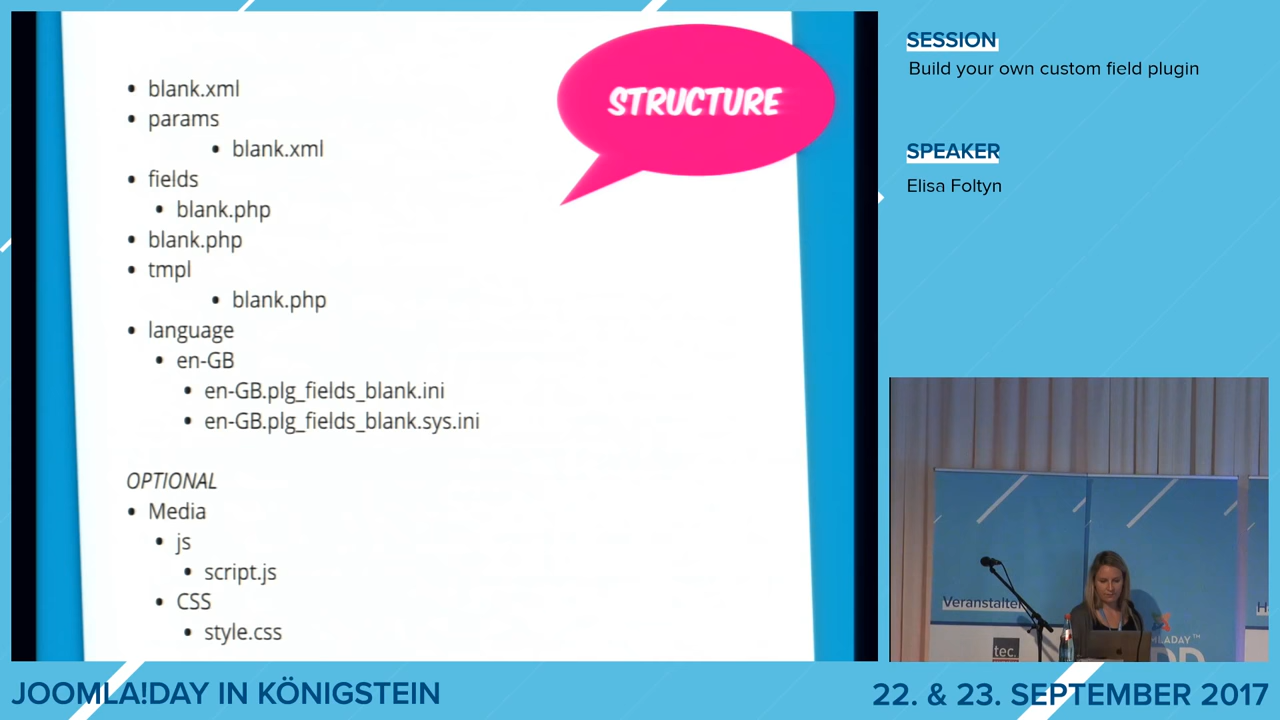 STRUCTURE
• blank.xml
• params
• blank.xml
• fields
• blank.php
• blank.php
• tmpl
• blank.php
• language
• en-GB
• en-GB.plg_fields_blank.ini
• en-GB.plg_fields_blank.sys.ini
OPTIONAL
• Media
• js
• script.js
• CSS
• style.css
SESSION
Build your own custom field plugin
SPEAKER
Elisa Foltyn
Veranstalter
tec.
JOOMLA!DAY IN KÖNIGSTEIN
22. & 23. SEPTEMBER 2017